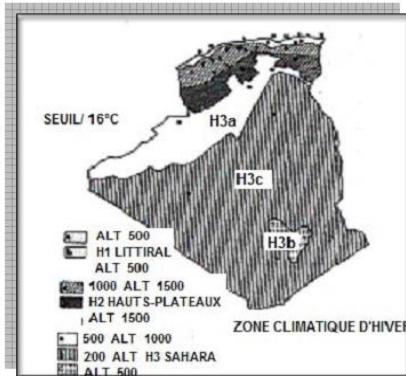 SEUIL/ 16°C
H3a
H3c
H3b
ALT 500
H1 LITTIRAL
ALT 500
1000 ALT 1500
H2 HAUTS-PLATEAUX
ALT 1500
ZONE CLIMATIQUE D'HIVER
500 ALT 1000
200 ALT H3 SAHARA
ALT 500